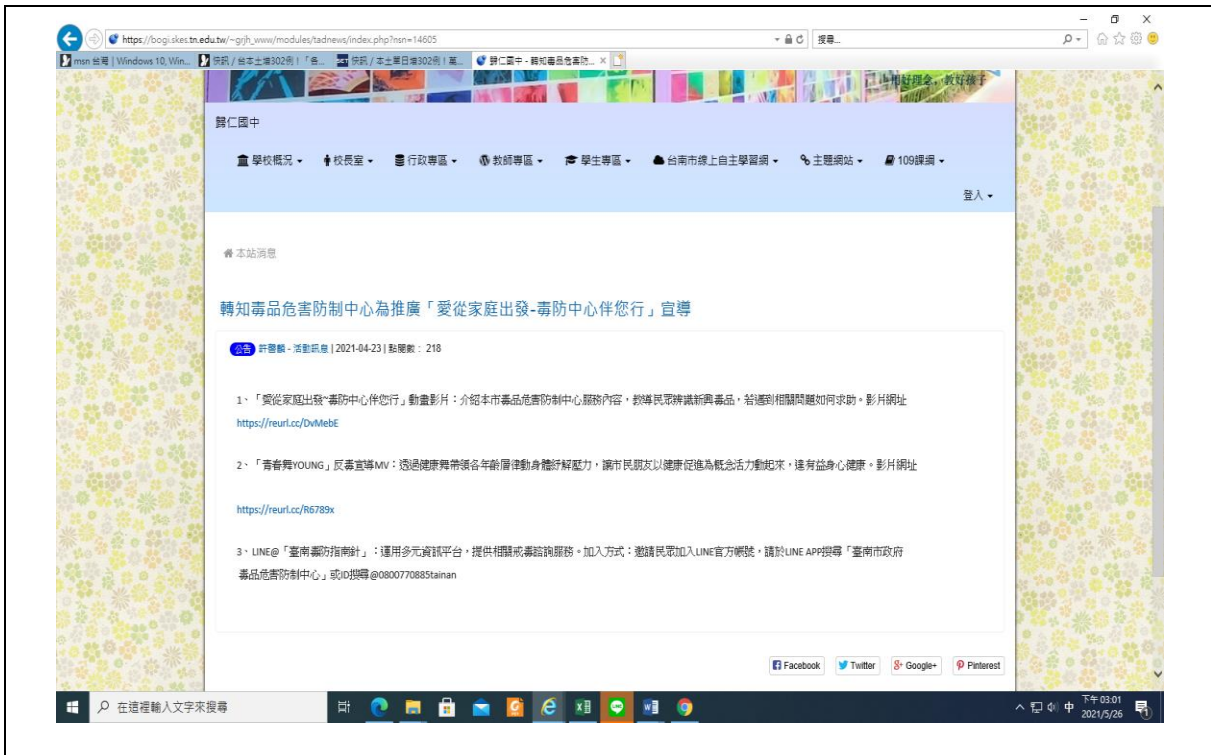 https://bogi.skes.tn.edu.tw/~grjh_www/modules/tadnews/index.php?nsn=14605
搜尋...
msn 台灣 | Windows 10, Win...
快訊 / 台本土增302例！「各...
快訊 / 本土單日增302例！萬...
歸仁國中 - 轉知毒品危害防...
用好理念，教好孩子
歸仁國中
學校概況
校長室
行政專區
教師專區
學生專區
台南市線上自主學習網
主題網站
109課綱
登入
本站消息
轉知毒品危害防制中心為推廣「愛從家庭出發-毒防中心伴您行」宣導
公告 - 活動訊息 | 2021-04-23 | 點閱數： 218
1、「愛從家庭出發~毒防中心伴您行」動畫影片：介紹本市毒品危害防制中心服務內容，教導民眾辨識新興毒品，若遇到相關問題如何求助。影片網址
https://reurl.cc/DvMebE
2、「青春舞YOUNG」反毒宣導MV：透過健康舞帶領各年齡層律動身體紓解壓力，讓市民朋友以健康促進為概念活力動起來，達有益身心健康。影片網址
https://reurl.cc/R6789x
3、LINE@「臺南毒防指南針」：運用多元資訊平台，提供相關戒毒諮詢服務。加入方式：邀請民眾加入LINE官方帳號，請於LINE APP搜尋「臺南市政府
毒品危害防制中心」或ID搜尋@0800770885tainan
Facebook
Twitter
Google+
Pinterest
在這裡輸入文字來搜尋
中
下午 03:01
2021/5/26